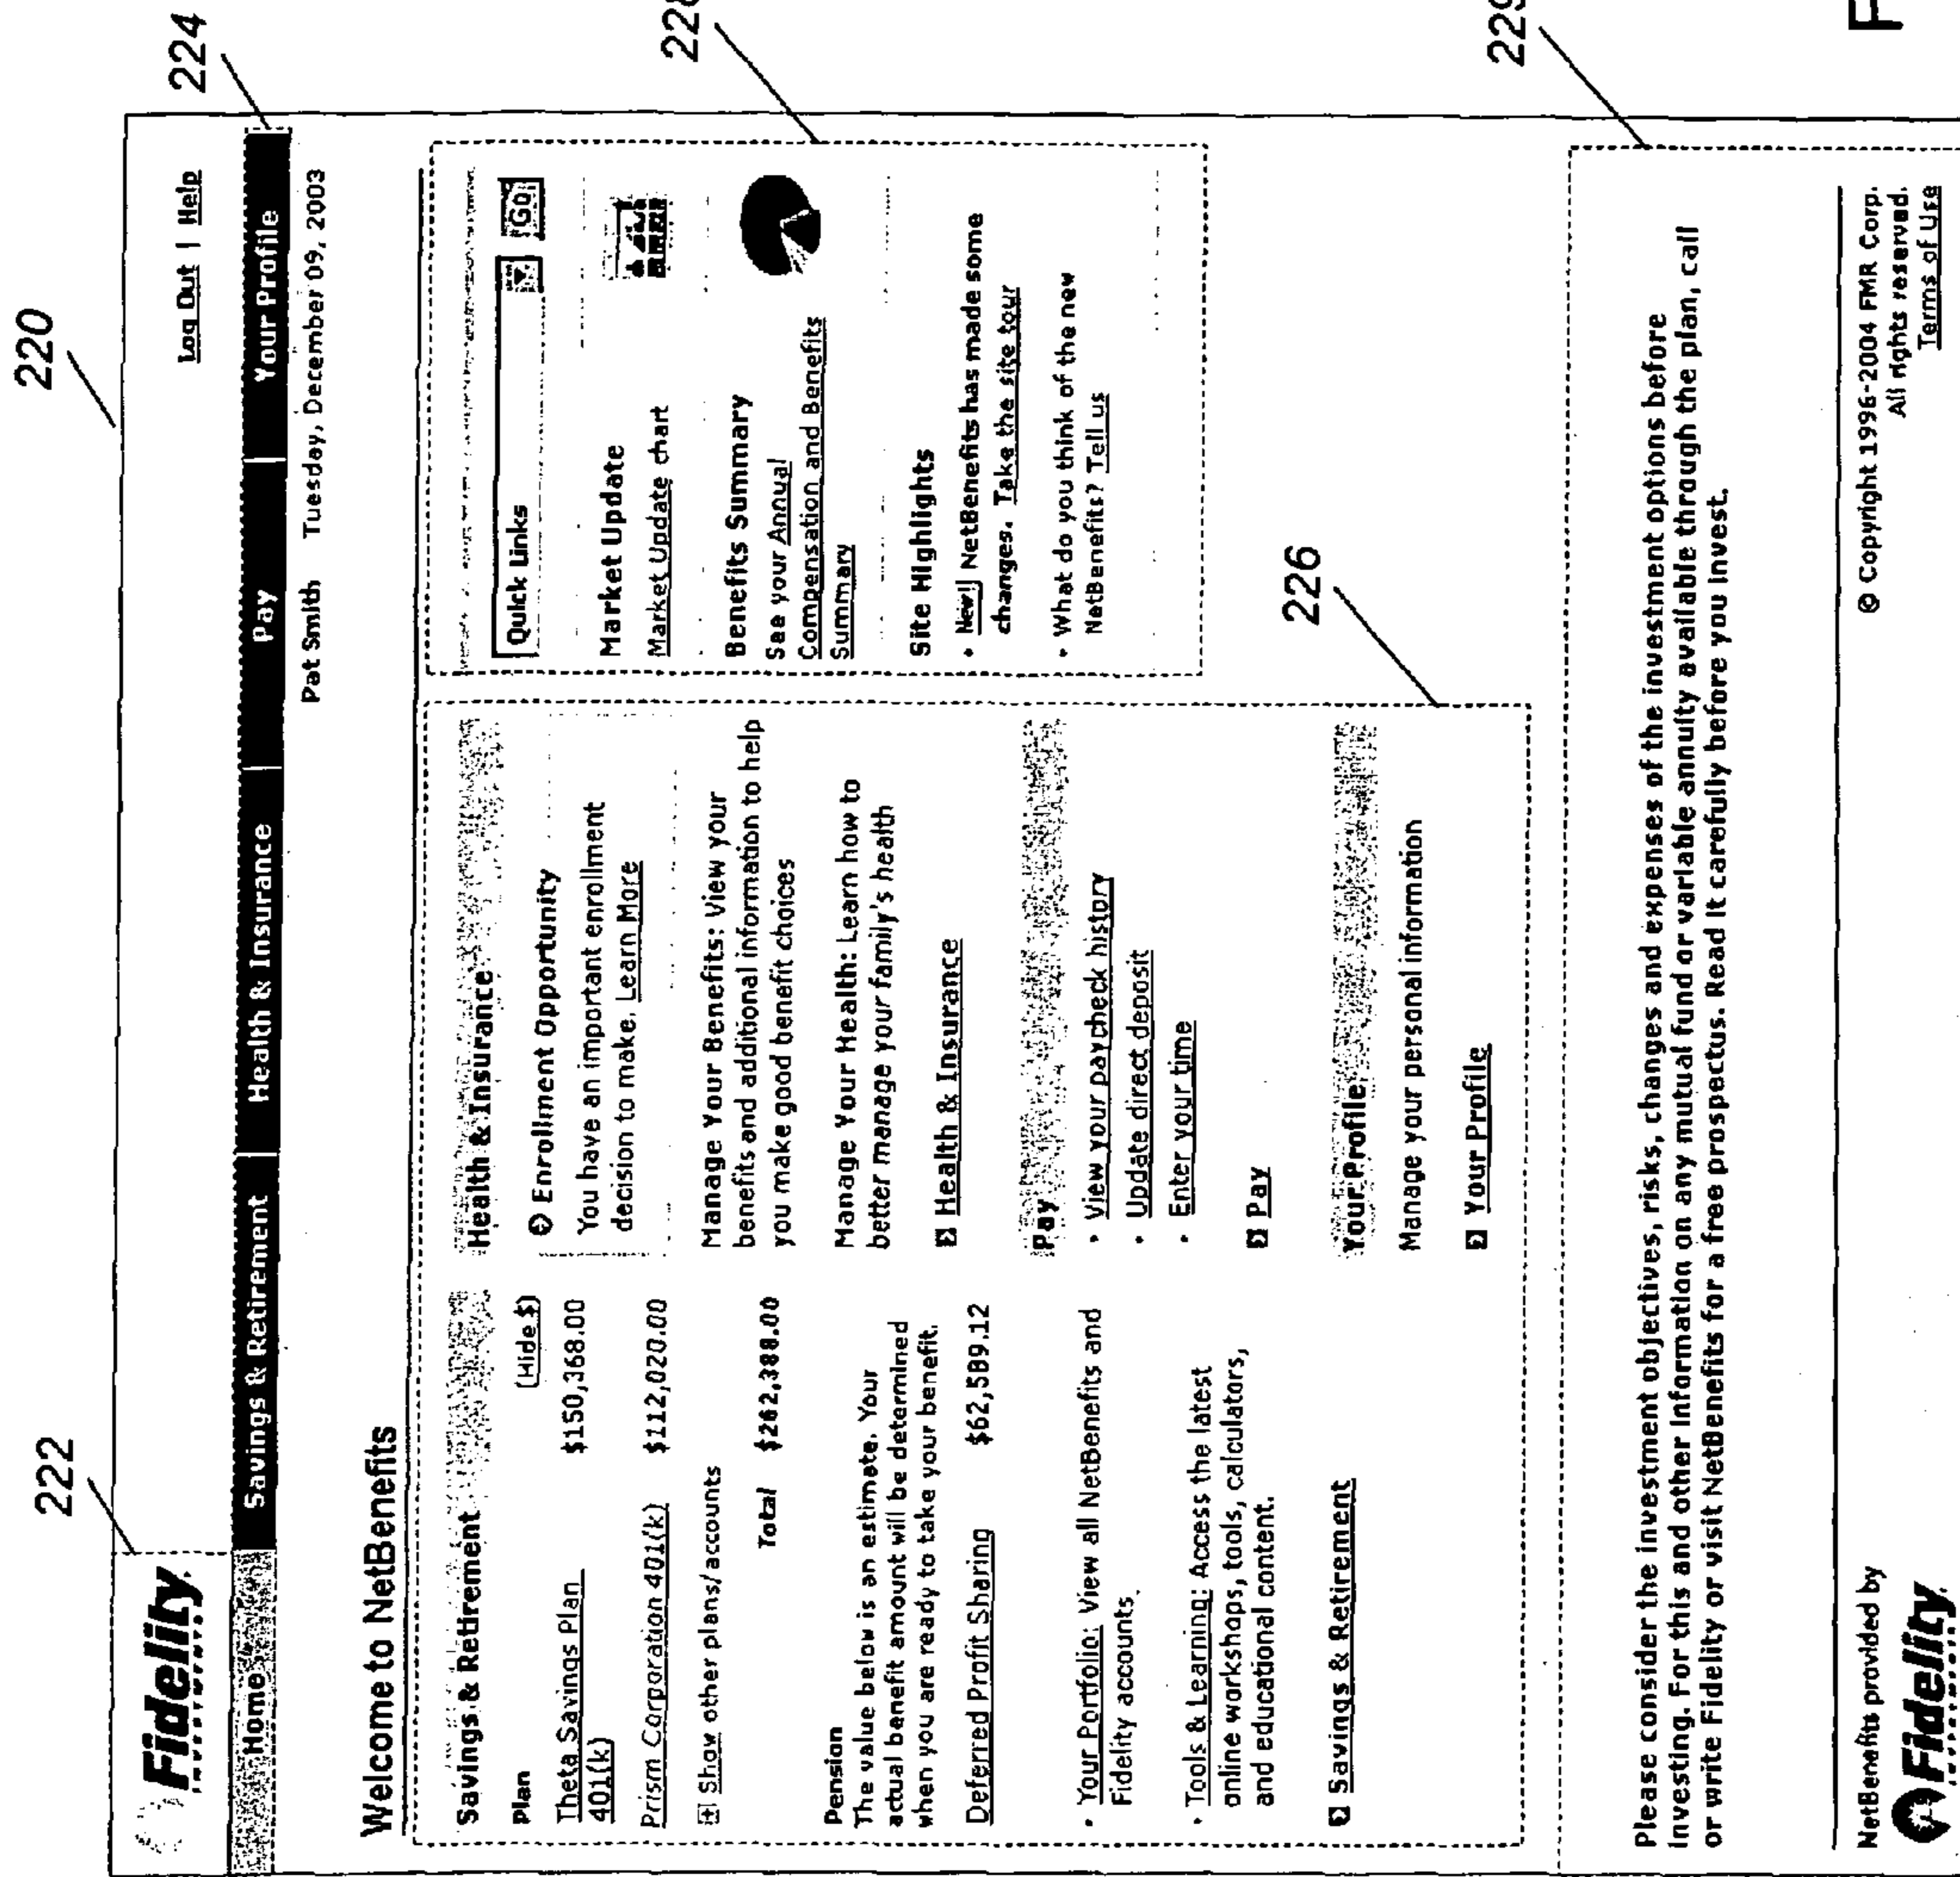 220
222
224
Fidelity
INVESTMENTS
Log Out | Help
Home
Savings & Retirement
Health & Insurance
Pay
Your Profile
Pat Smith Tuesday, December 09, 2003
Welcome to NetBenefits
Savings & Retirement
Plan (Hide $)
Theta Savings Plan $150,368.00
401(k)
Prism Corporation 401(k) $112,020.00
Show other plans/accounts
Total $262,388.00
Pension
The value below is an estimate. Your
actual benefit amount will be determined
when you are ready to take your benefit.
Deferred Profit Sharing $62,589.12
• Your Portfolio: View all NetBenefits and
Fidelity accounts
• Tools & Learning: Access the latest
online workshops, tools, calculators,
and educational content.
Savings & Retirement
Health & Insurance
Enrollment Opportunity
You have an important enrollment
decision to make. Learn More
Manage Your Benefits: View your
benefits and additional information to help
you make good benefit choices
Manage Your Health: Learn how to
better manage your family's health
Health & Insurance
Pay
• View your paycheck history
• Update direct deposit
• Enter your time
Pay
Your Profile
Manage your personal information
Your Profile
226
Quick Links GO
Market Update
Market Update chart
Benefits Summary
See your Annual
Compensation and Benefits
Summary
Site Highlights
• New!! NetBenefits has made some
changes. Take the site tour
• What do you think of the new
NetBenefits? Tell us
229
Please consider the investment objectives, risks, changes and expenses of the investment options before
investing. For this and other information on any mutual fund or variable annuity available through the plan, call
or write Fidelity or visit NetBenefits for a free prospectus. Read it carefully before you invest.
NetBenefits provided by
Fidelity
© Copyright 1996-2004 FMR Corp.
All rights reserved.
Terms of Use
F